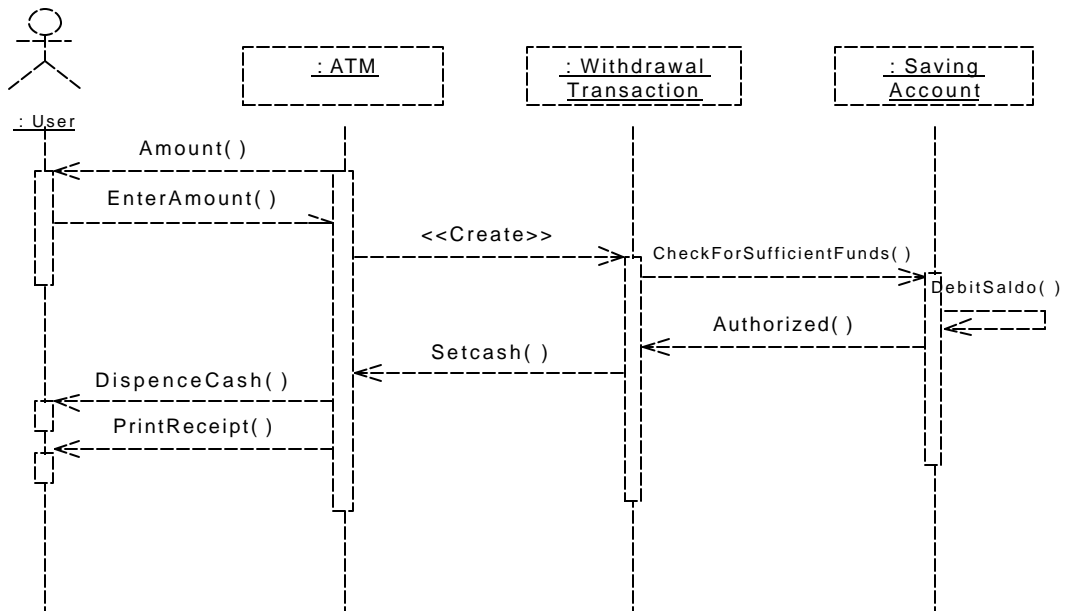 : ATM
: Withdrawal
Transaction
: Saving
Account
: User
Amount( )
EnterAmount( )
<<Create>>
CheckForSufficientFunds( )
DebitSaldo( )
Authorized( )
Setcash( )
DispenceCash( )
PrintReceipt( )